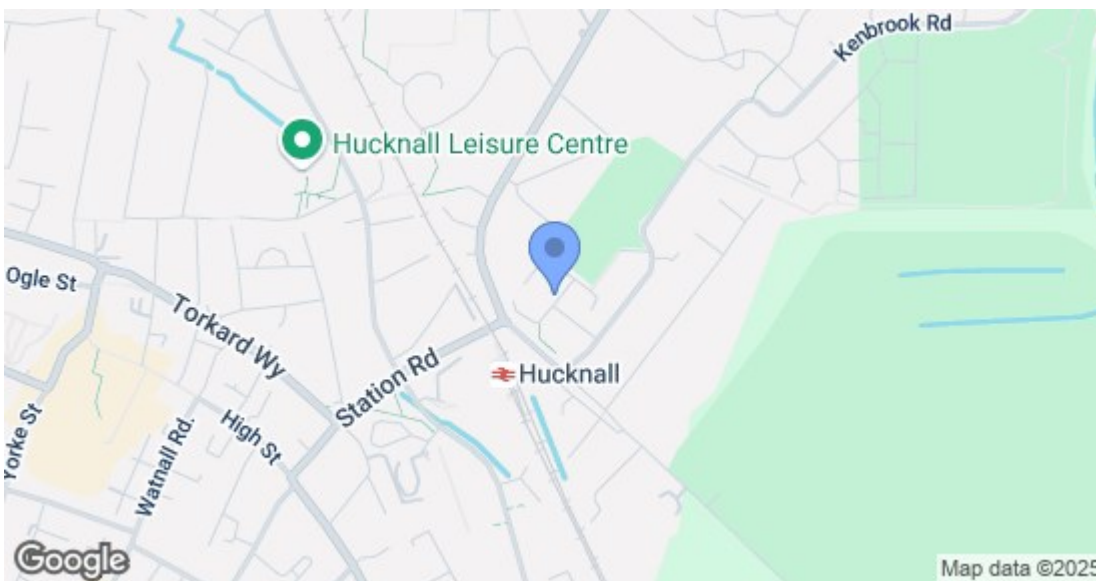 Kenbrook Rd
Hucknall Leisure Centre
Ogle St
Torkard Wy
Station Rd
Hucknall
High St
Watnall Rd.
Yorke St
Google
Map data ©2025